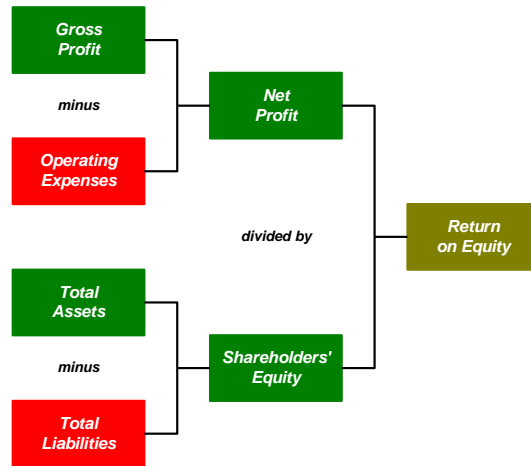 Gross
Profit
minus
Operating
Expenses
Net
Profit
divided by
Return
on Equity
Total
Assets
minus
Total
Liabilities
Shareholders'
Equity